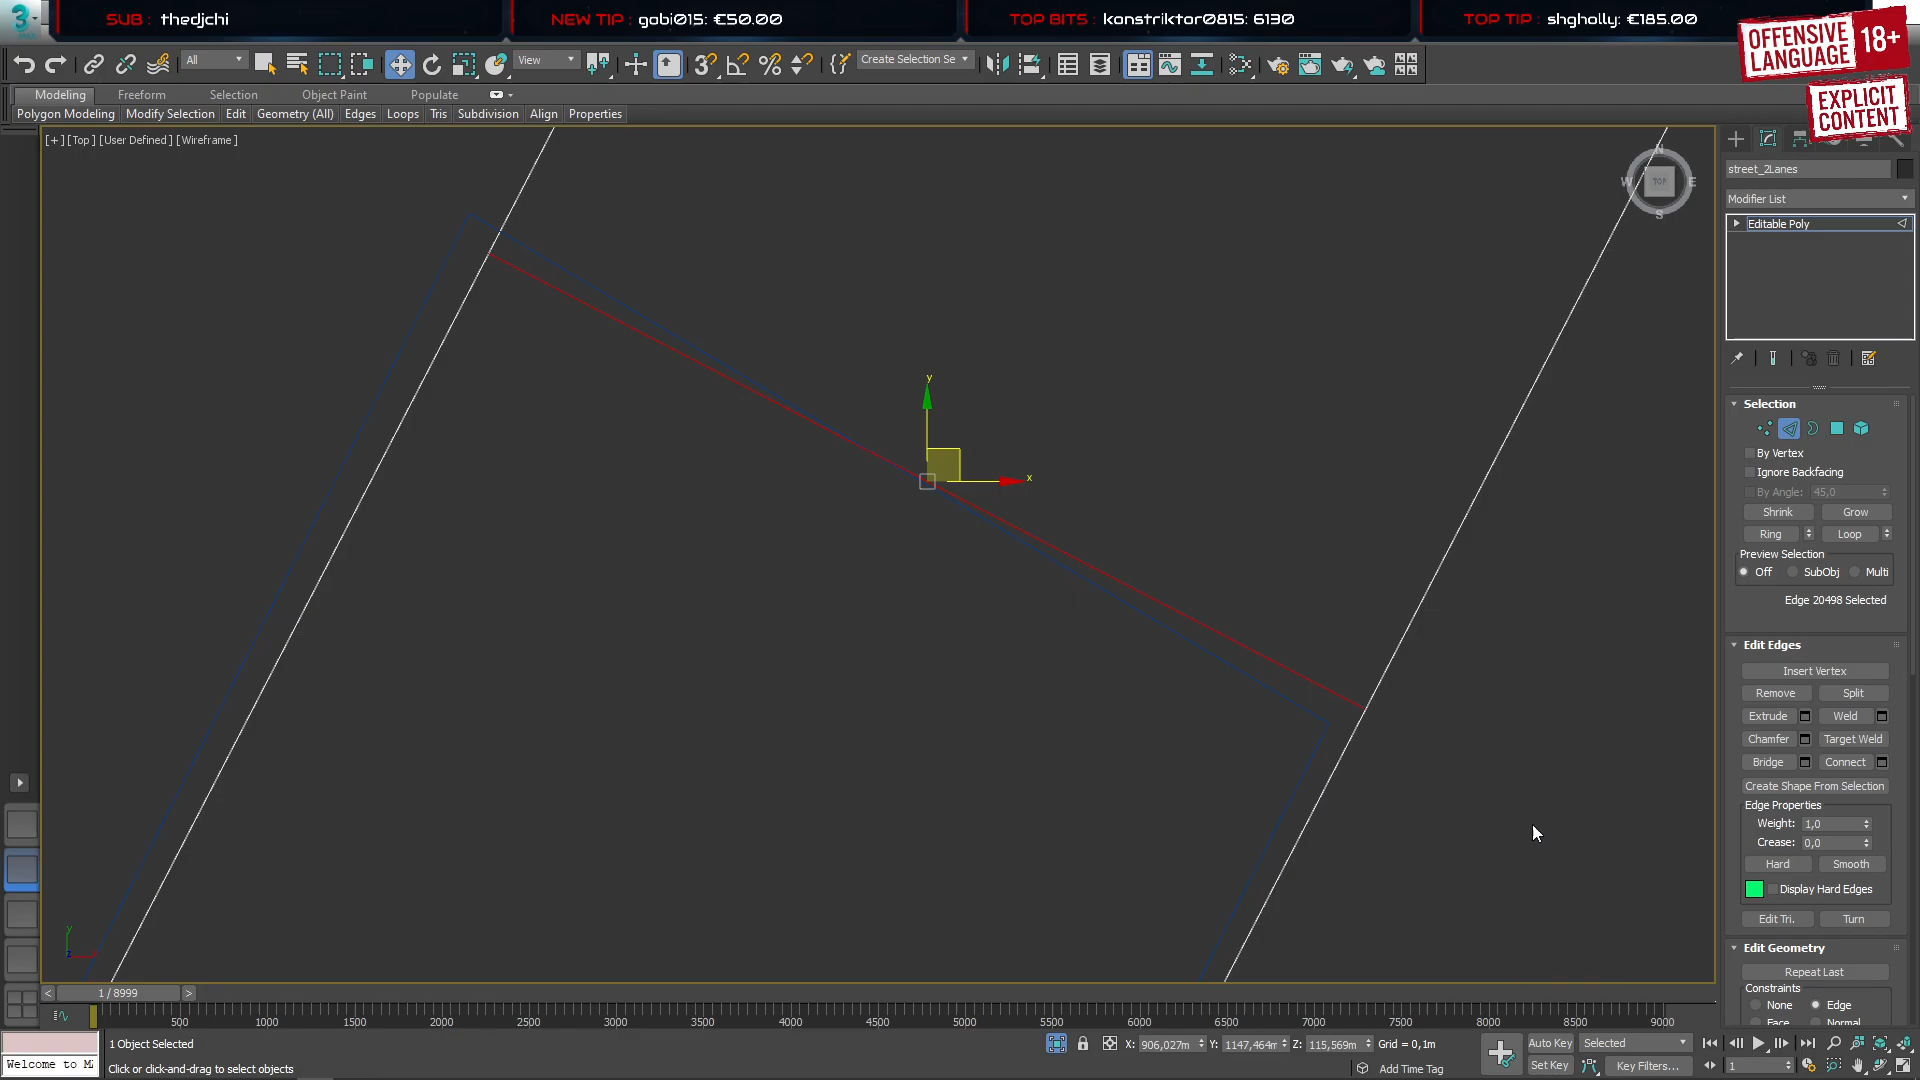 SUB : thedjchi
NEW TIP : gobi015: €50.00
TOP BITS : konstriktor0815: 6130
TOP TIP : shgholly: €185.00
OFFENSIVE LANGUAGE 18+
EXPLICIT CONTENT
3
MAX
All
View
Create Selection Se
Modeling
Freeform
Selection
Object Paint
Populate
Polygon Modeling
Modify Selection
Edit
Geometry (All)
Edges
Loops
Tris
Subdivision
Align
Properties
[+] [Top] [User Defined] [Wireframe]
N
W
TOP
E
S
street_2Lanes
Modifier List
Editable Poly
y
x
Selection
By Vertex
Ignore Backfacing
By Angle: 45,0
Shrink
Grow
Ring
Loop
Preview Selection
Off
SubObj
Multi
Edge 20498 Selected
Edit Edges
Insert Vertex
Remove
Split
Extrude
Weld
Chamfer
Target Weld
Bridge
Connect
Create Shape From Selection
Edge Properties
Weight: 1,0
Crease: 0,0
Hard
Smooth
Display Hard Edges
Edit Tri.
Turn
Edit Geometry
Repeat Last
Constraints
None
Edge
Face
Normal
y
<
1 / 8999
>
500
1000
1500
2000
2500
3000
3500
4000
4500
5000
5500
6000
6500
7000
7500
8000
8500
9000
Welcome to M
1 Object Selected
Click or click-and-drag to select objects
X: 906,027m
Y: 1147,464m
Z: 115,569m
Grid = 0,1m
Add Time Tag
Auto Key
Selected
Set Key
Key Filters...
1